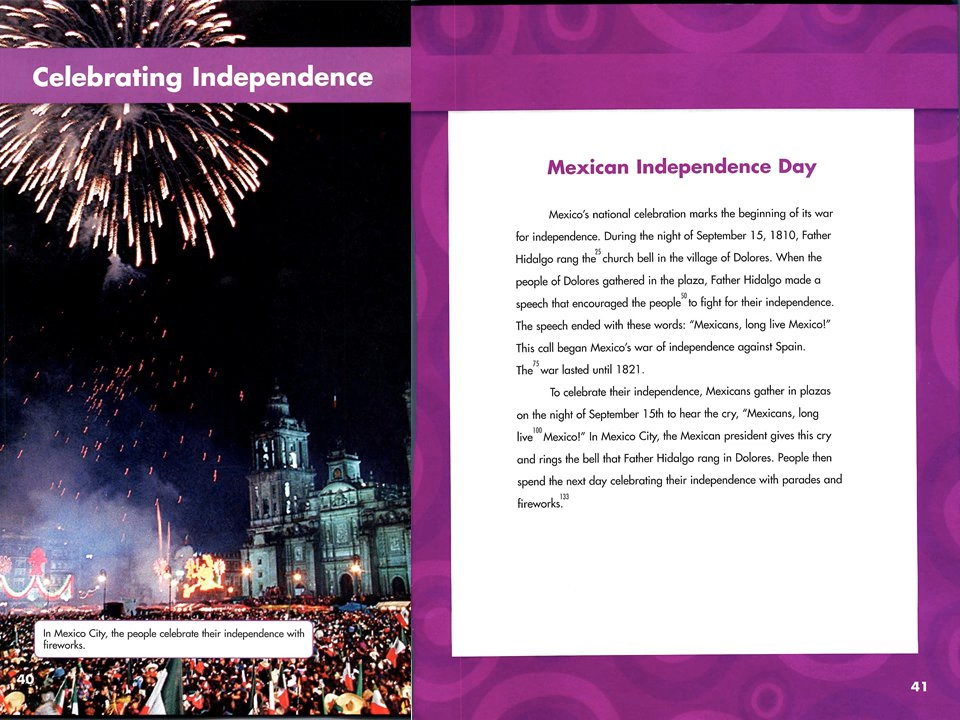 Celebrating Independence
In Mexico City, the people celebrate their independence with
fireworks.
40
Mexican Independence Day
Mexico's national celebration marks the beginning of its war
for independence. During the night of September 15, 1810, Father
Hidalgo rang the 25 church bell in the village of Dolores. When the
people of Dolores gathered in the plaza, Father Hidalgo made a
speech that encouraged the people 50 to fight for their independence.
The speech ended with these words: “Mexicans, long live Mexico!”
This call began Mexico's war of independence against Spain.
The 75 war lasted until 1821.
To celebrate their independence, Mexicans gather in plazas
on the night of September 15th to hear the cry, “Mexicans, long
live 100 Mexico!” In Mexico City, the Mexican president gives this cry
and rings the bell that Father Hidalgo rang in Dolores. People then
spend the next day celebrating their independence with parades and
fireworks. 133
41